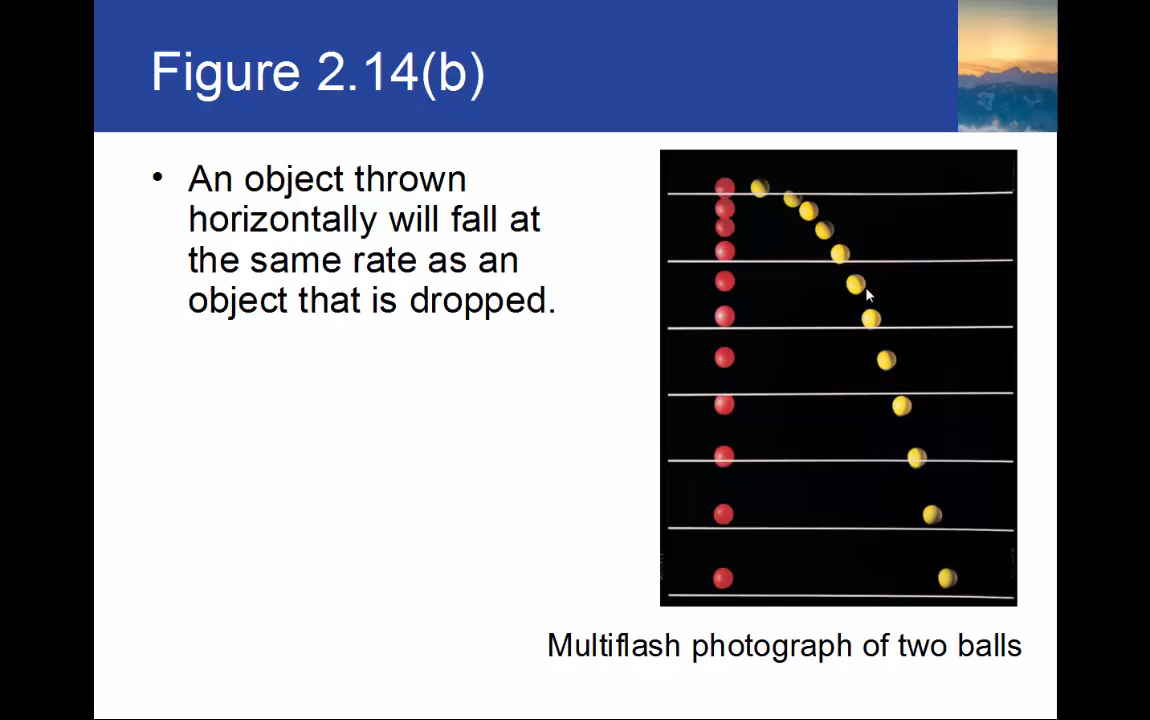 Figure 2.14(b)
• An object thrown
horizontally will fall at
the same rate as an
object that is dropped.
Multiflash photograph of two balls